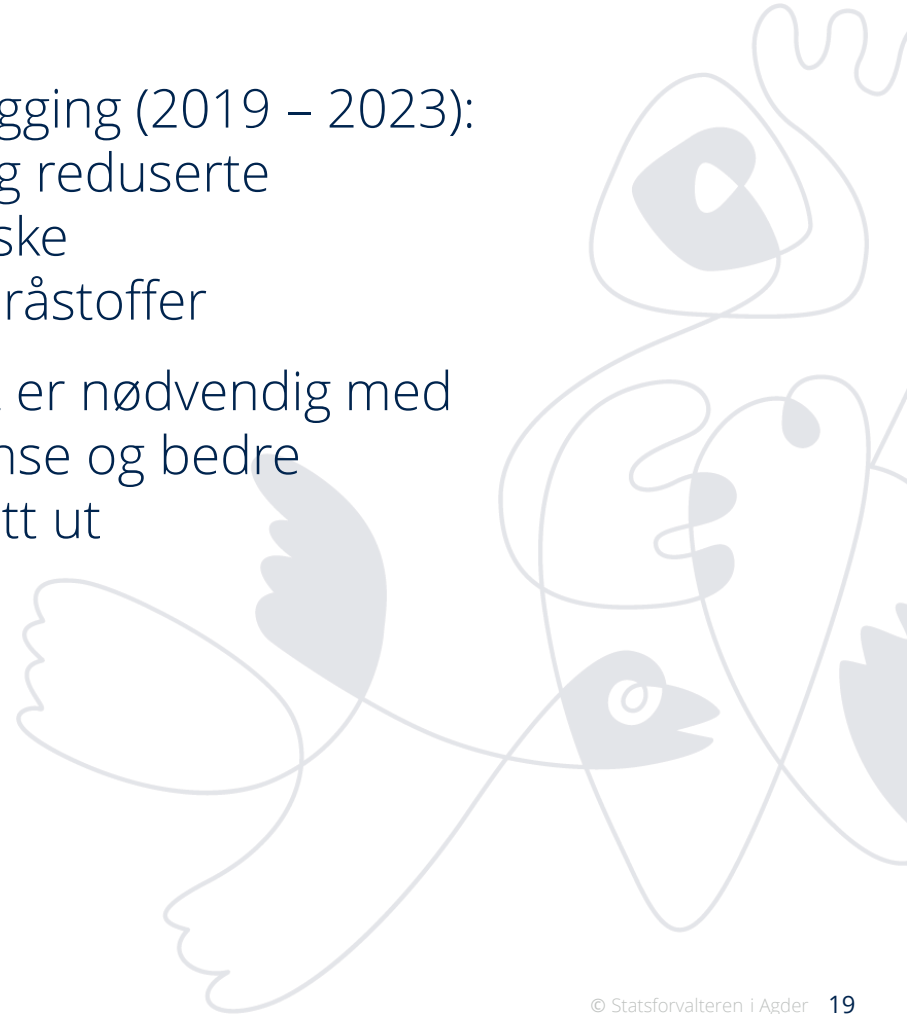 gging (2019 – 2023):
g reduserte
ske
råstoffer
er nødvendig med
nse og bedre
tt ut
© Statsforvalteren i Agder 19